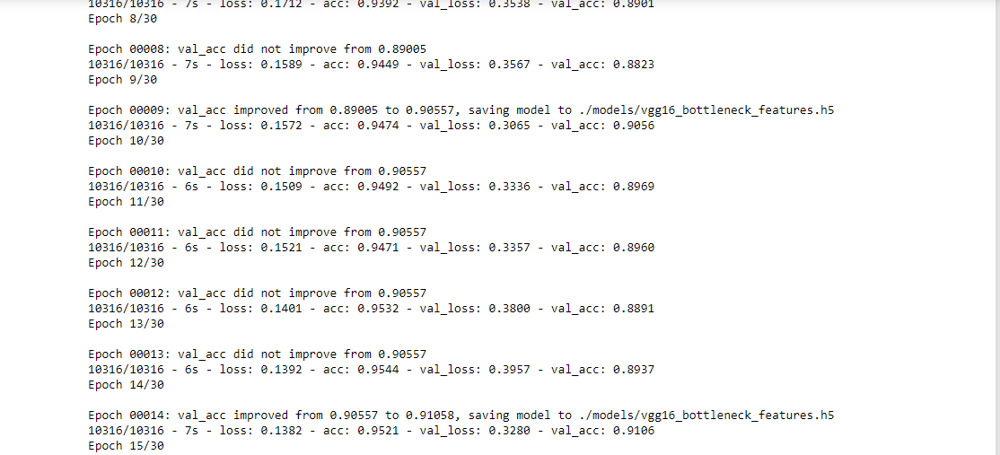 10316/10316 - 7s - loss: 0.1712 - acc: 0.9392 - val_loss: 0.3538 - val_acc: 0.8901
Epoch 8/30
Epoch 00008: val_acc did not improve from 0.89005
10316/10316 - 7s - loss: 0.1589 - acc: 0.9449 - val_loss: 0.3567 - val_acc: 0.8823
Epoch 9/30
Epoch 00009: val_acc improved from 0.89005 to 0.90557, saving model to ./models/vgg16_bottleneck_features.h5
10316/10316 - 7s - loss: 0.1572 - acc: 0.9474 - val_loss: 0.3065 - val_acc: 0.9056
Epoch 10/30
Epoch 00010: val_acc did not improve from 0.90557
10316/10316 - 6s - loss: 0.1509 - acc: 0.9492 - val_loss: 0.3336 - val_acc: 0.8969
Epoch 11/30
Epoch 00011: val_acc did not improve from 0.90557
10316/10316 - 6s - loss: 0.1521 - acc: 0.9471 - val_loss: 0.3357 - val_acc: 0.8960
Epoch 12/30
Epoch 00012: val_acc did not improve from 0.90557
10316/10316 - 6s - loss: 0.1401 - acc: 0.9532 - val_loss: 0.3800 - val_acc: 0.8891
Epoch 13/30
Epoch 00013: val_acc did not improve from 0.90557
10316/10316 - 6s - loss: 0.1392 - acc: 0.9544 - val_loss: 0.3957 - val_acc: 0.8937
Epoch 14/30
Epoch 00014: val_acc improved from 0.90557 to 0.91058, saving model to ./models/vgg16_bottleneck_features.h5
10316/10316 - 7s - loss: 0.1382 - acc: 0.9521 - val_loss: 0.3280 - val_acc: 0.9106
Epoch 15/30